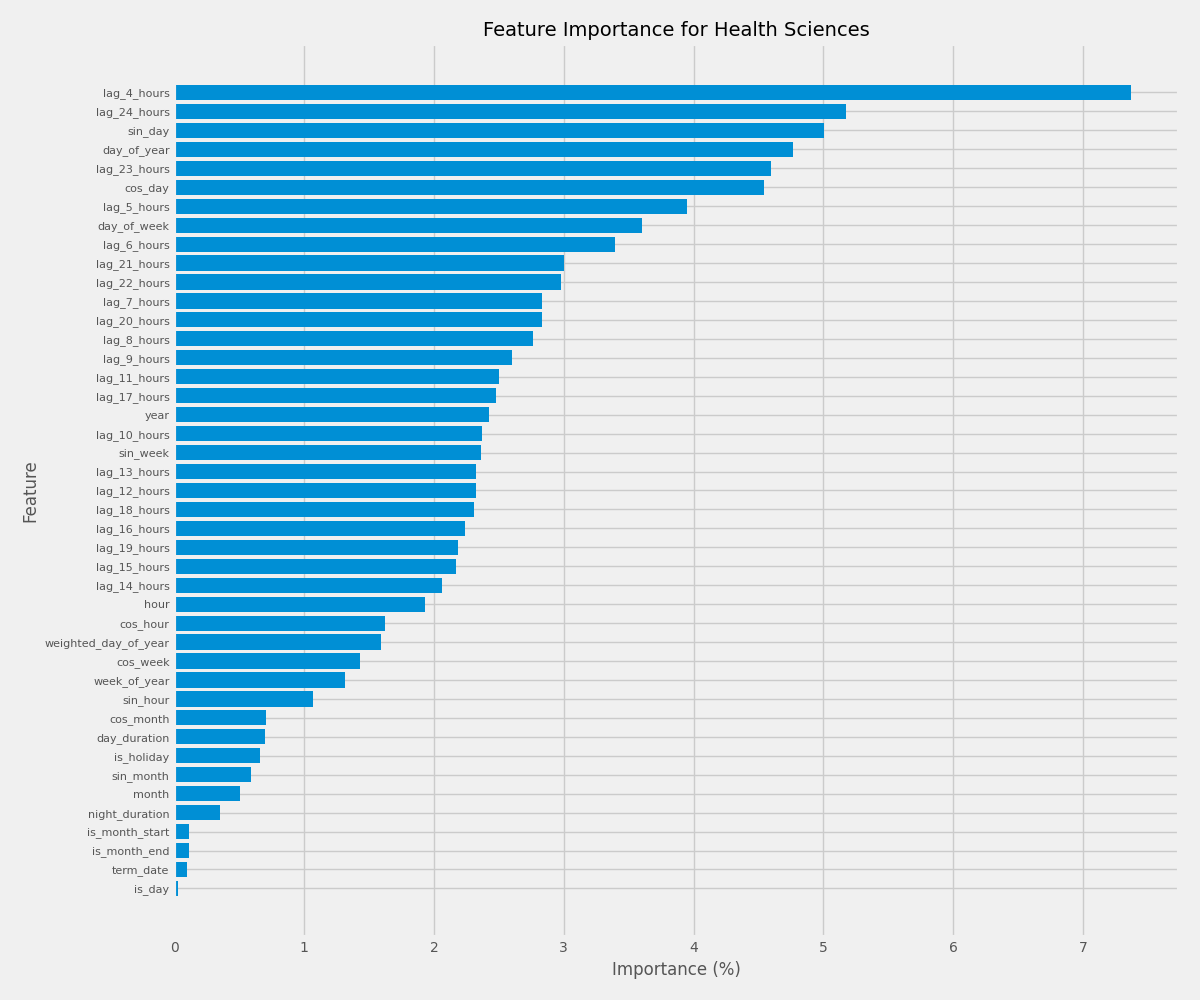 Feature Importance for Health Sciences
lag_4_hours
lag_24_hours
sin_day
day_of_year
lag_23_hours
cos_day
lag_5_hours
day_of_week
lag_6_hours
lag_21_hours
lag_22_hours
lag_7_hours
lag_20_hours
lag_8_hours
lag_9_hours
lag_11_hours
lag_17_hours
year
lag_10_hours
sin_week
lag_13_hours
lag_12_hours
lag_18_hours
lag_16_hours
lag_19_hours
lag_15_hours
lag_14_hours
hour
cos_hour
weighted_day_of_year
cos_week
week_of_year
sin_hour
cos_month
day_duration
is_holiday
sin_month
month
night_duration
is_month_start
is_month_end
term_date
is_day
Feature
0 1 2 3 4 5 6 7
Importance (%)